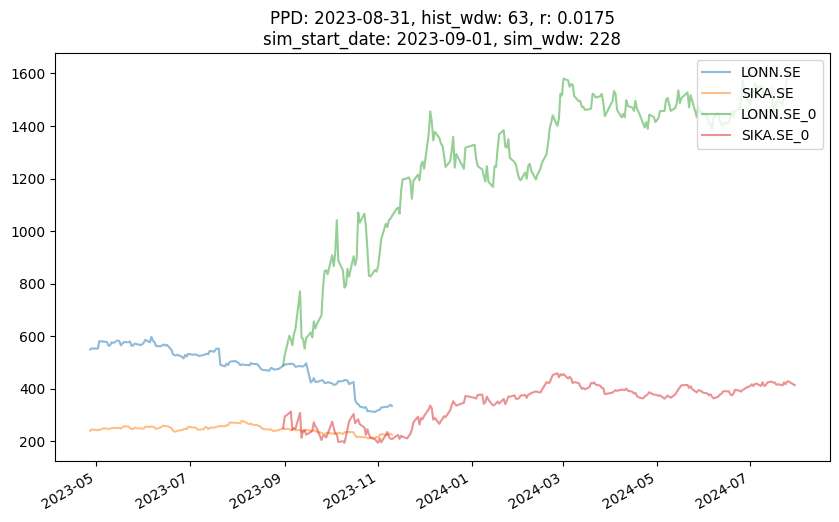 PPD: 2023-08-31, hist_wdw: 63, r: 0.0175
sim_start_date: 2023-09-01, sim_wdw: 228
LONN.SE
SIKA.SE
LONN.SE_0
SIKA.SE_0
1600
1400
1200
1000
800
600
400
200
2023-05
2023-07
2023-09
2023-11
2024-01
2024-03
2024-05
2024-07